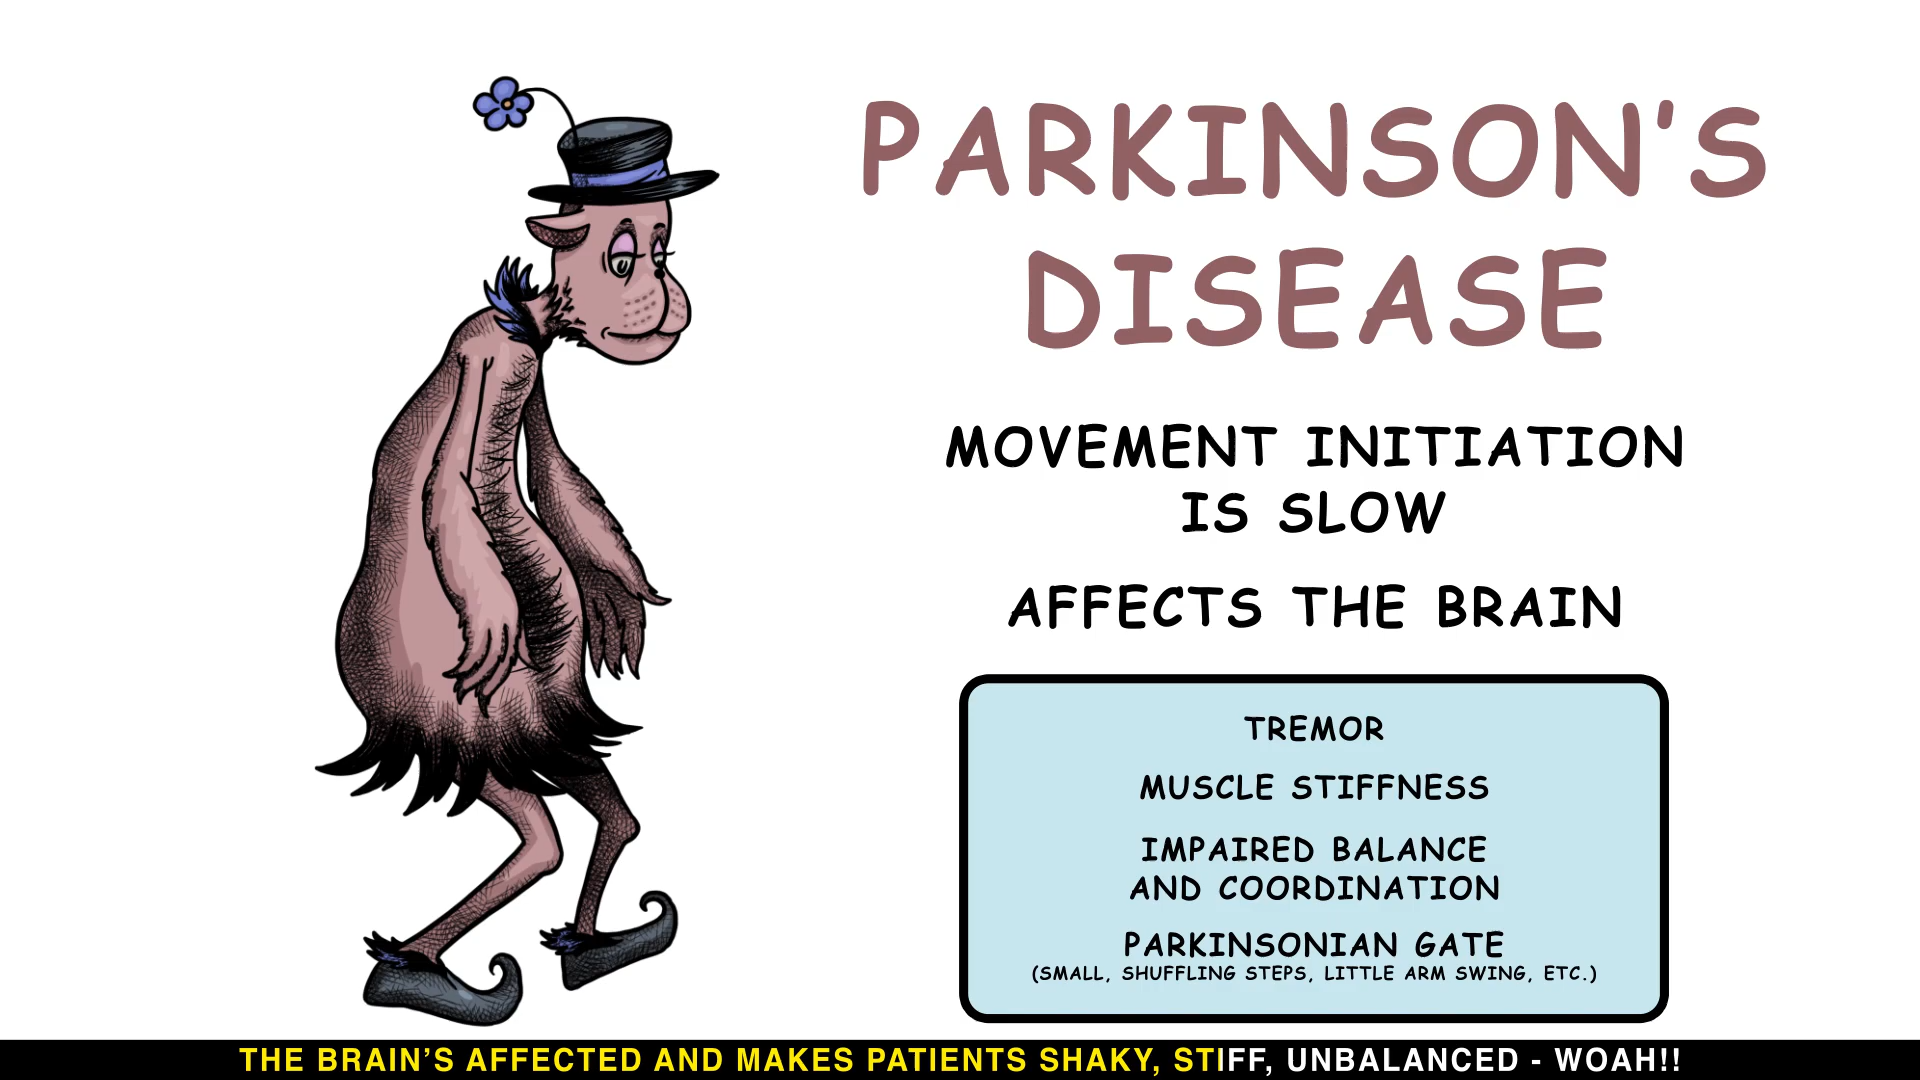 PARKINSON'S
DISEASE
MOVEMENT INITIATION
IS SLOW
AFFECTS THE BRAIN
TREMOR
MUSCLE STIFFNESS
IMPAIRED BALANCE
AND COORDINATION
PARKINSONIAN GATE
(SMALL, SHUFFLING STEPS, LITTLE ARM SWING, ETC.)
THE BRAIN’S AFFECTED AND MAKES PATIENTS SHAKY, STIFF, UNBALANCED - WOAH!!